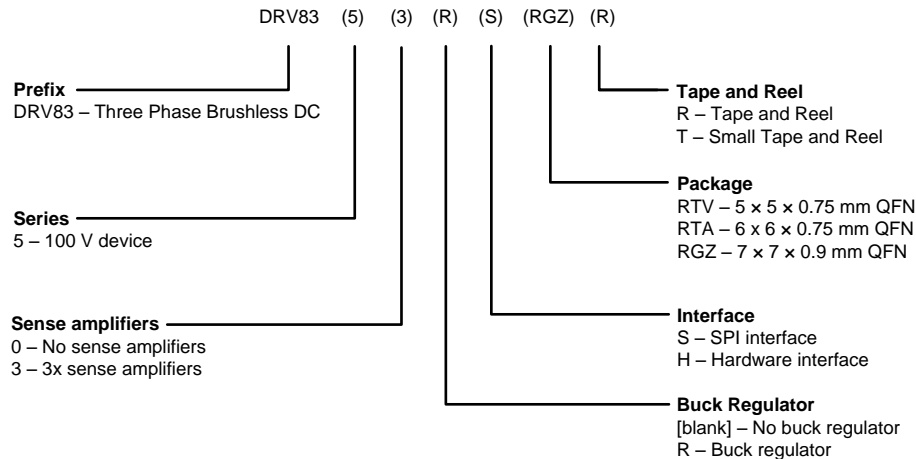 DRV83 (5) (3) (R) (S) (RGZ) (R)
Prefix
DRV83 – Three Phase Brushless DC
Series
5 – 100 V device
Sense amplifiers
0 – No sense amplifiers
3 – 3x sense amplifiers
Tape and Reel
R – Tape and Reel
T – Small Tape and Reel
Package
RTV – 5 × 5 × 0.75 mm QFN
RTA – 6 x 6 × 0.75 mm QFN
RGZ – 7 × 7 × 0.9 mm QFN
Interface
S – SPI interface
H – Hardware interface
Buck Regulator
[blank] – No buck regulator
R – Buck regulator